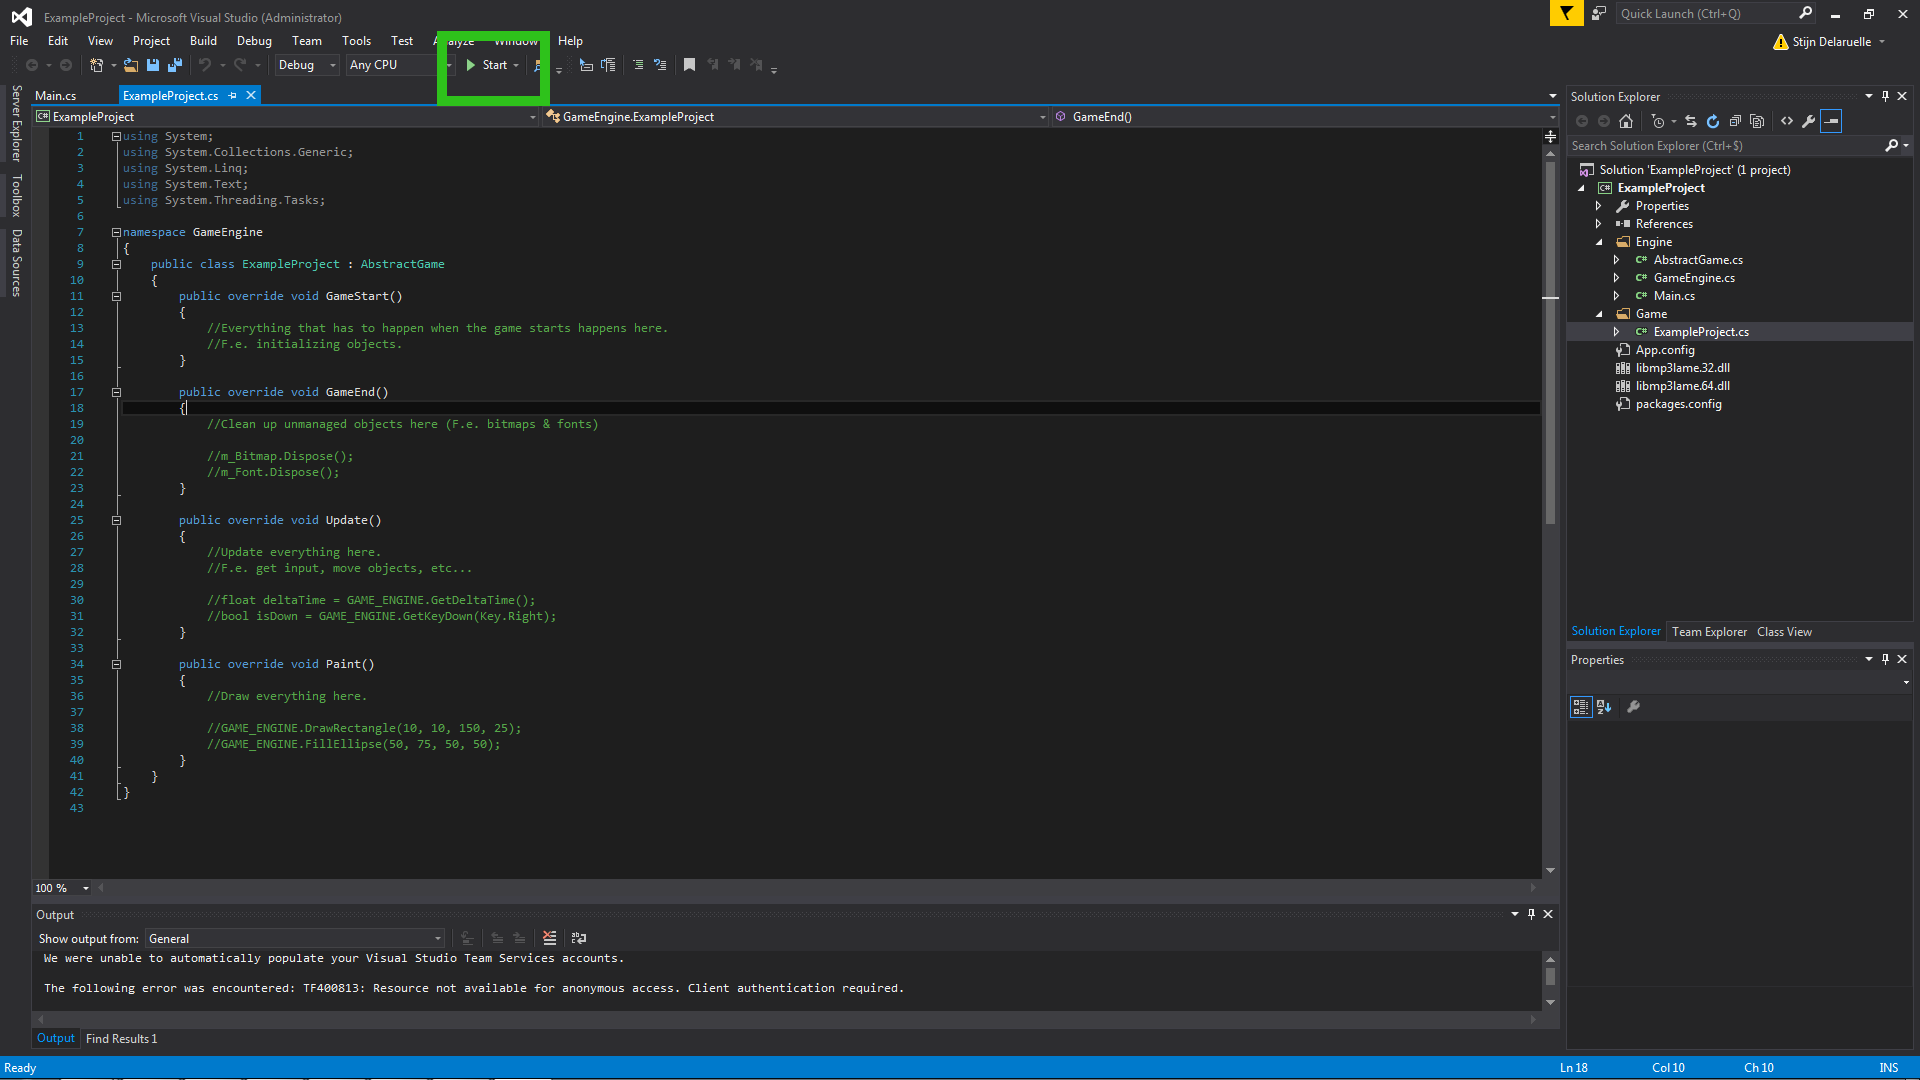 ExampleProject - Microsoft Visual Studio (Administrator)
Quick Launch (Ctrl+Q)
File Edit View Project Build Debug Team Tools Test Analyze Window Help
Stijn Delaruelle
Debug Any CPU Start
Server Explorer
Toolbox
Data Sources
Main.cs ExampleProject.cs
ExampleProject GameEngine.ExampleProject GameEnd()
1 using System;
2 using System.Collections.Generic;
3 using System.Linq;
4 using System.Text;
5 using System.Threading.Tasks;
6
7 namespace GameEngine
8 {
9 public class ExampleProject : AbstractGame
10 {
11 public override void GameStart()
12 {
13 //Everything that has to happen when the game starts happens here.
14 //F.e. initializing objects.
15 }
16
17 public override void GameEnd()
18 {
19 //Clean up unmanaged objects here (F.e. bitmaps & fonts)
20
21 //m_Bitmap.Dispose();
22 //m_Font.Dispose();
23 }
24
25 public override void Update()
26 {
27 //Update everything here.
28 //F.e. get input, move objects, etc...
29
30 //float deltaTime = GAME_ENGINE.GetDeltaTime();
31 //bool isDown = GAME_ENGINE.GetKeyDown(Key.Right);
32 }
33
34 public override void Paint()
35 {
36 //Draw everything here.
37
38 //GAME_ENGINE.DrawRectangle(10, 10, 150, 25);
39 //GAME_ENGINE.FillEllipse(50, 75, 50, 50);
40 }
41 }
42 }
43
100 %
Output
Show output from: General
We were unable to automatically populate your Visual Studio Team Services accounts.
The following error was encountered: TF400813: Resource not available for anonymous access. Client authentication required.
Output Find Results 1
Solution Explorer
Search Solution Explorer (Ctrl+$)
Solution 'ExampleProject' (1 project)
C# ExampleProject
Properties
References
Engine
C# AbstractGame.cs
C# GameEngine.cs
C# Main.cs
Game
C# ExampleProject.cs
App.config
libmp3lame.32.dll
libmp3lame.64.dll
packages.config
Solution Explorer Team Explorer Class View
Properties
Ready Ln 18 Col 10 Ch 10 INS